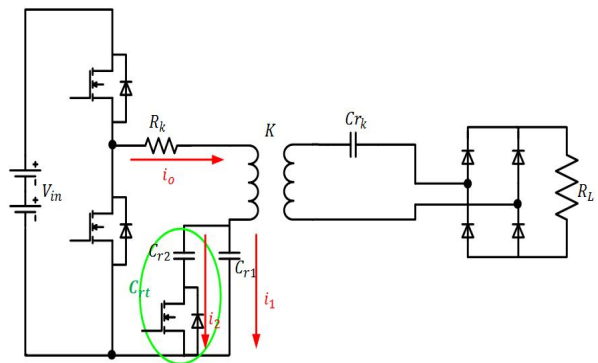 R_k
K
Cr_k
i_o
V_in
R_L
C_r2
C_r1
C_rt
i_2
i_1